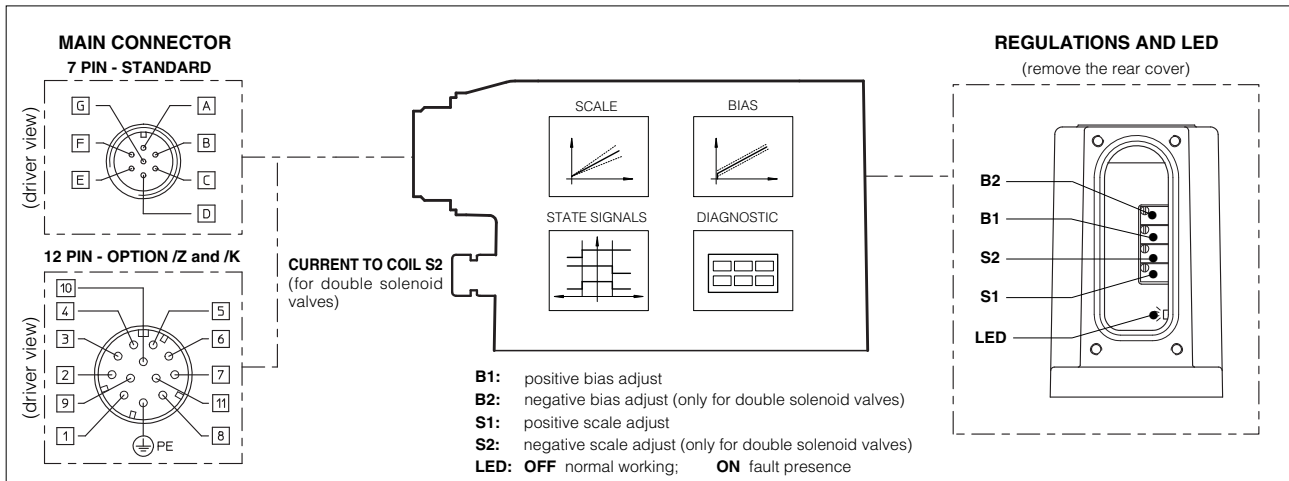 MAIN CONNECTOR
7 PIN - STANDARD
(driver view)
G
A
F
B
E
C
D
12 PIN - OPTION /Z and /K
(driver view)
10
4
5
3
6
2
7
9
11
1
8
PE
CURRENT TO COIL S2
(for double solenoid
valves)
SCALE
BIAS
STATE SIGNALS
DIAGNOSTIC
B1: positive bias adjust
B2: negative bias adjust (only for double solenoid valves)
S1: positive scale adjust
S2: negative scale adjust (only for double solenoid valves)
LED: OFF normal working; ON fault presence
REGULATIONS AND LED
(remove the rear cover)
B2
B1
S2
S1
LED